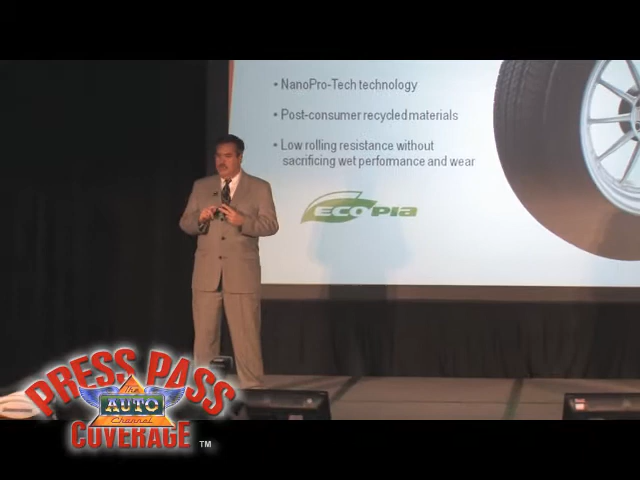 • NanoPro-Tech technology
• Post-consumer recycled materials
• Low rolling resistance without
sacrificing wet performance and wear
ECOPIA
PRESS PASS
The
AUTO
Channel
COVERAGE
TM